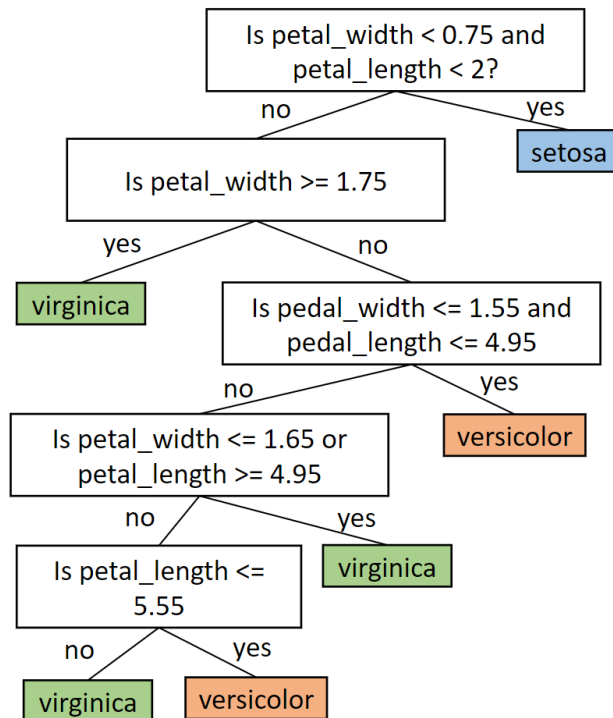 Is petal_width < 0.75 and
petal_length < 2?
no
yes
setosa
Is petal_width >= 1.75
yes
no
virginica
Is pedal_width <= 1.55 and
pedal_length <= 4.95
no
yes
versicolor
Is petal_width <= 1.65 or
petal_length >= 4.95
no
yes
virginica
Is petal_length <=
5.55
no
yes
virginica
versicolor